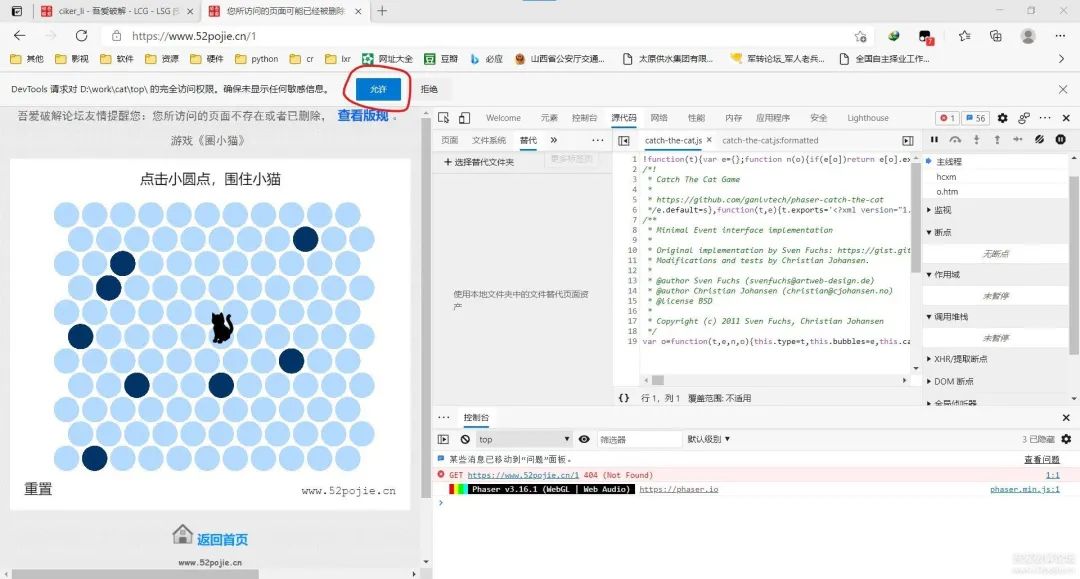 ciker_li - 吾爱破解 - LCG - LSG |安
您所访问的页面可能已经被删除
https://www.52pojie.cn/1
其他 影视 软件 资源 硬件 python cr lxr 网址大全 豆瓣 必应 山西省公安厅交通... 太原供水集团有限... 军转论坛_军人老兵... 全国自主择业工作...
DevTools 请求对 D:\work\cat\top\ 的完全访问权限。确保未显示任何敏感信息。 允许 拒绝
吾爱破解论坛友情提醒您：您所访问的页面不存在或者已删除， 查看版规 。
游戏《圈小猫》
点击小圆点，围住小猫
重置
www.52pojie.cn
返回首页
www.52pojie.cn
Welcome 元素 控制台 源代码 网络 性能 内存 应用程序 安全 Lighthouse 1 56
页面 文件系统 替代
+ 选择替代文件夹 更多标签页
使用本地文件夹中的文件替代页面资
产
catch-the-cat.js catch-the-cat.js:formatted
1 !function(t){var e={};function n(o){if(e[o])return e[o].ex
2 /*!
3 * Catch The Cat Game
4 *
5 * https://github.com/ganlvtech/phaser-catch-the-cat
6 */e.default=s},function(t,e){t.exports='<?xml version="1.
7 /**
8 * Minimal Event interface implementation
9 *
10 * Original implementation by Sven Fuchs: https://gist.git
11 * Modifications and tests by Christian Johansen.
12 *
13 * @author Sven Fuchs (svenfuchs@artweb-design.de)
14 * @author Christian Johansen (christian@cjohansen.no)
15 * @license BSD
16 *
17 * Copyright (c) 2011 Sven Fuchs, Christian Johansen
18 */
19 var o=function(t,e,n,o){this.type=t,this.bubbles=e,this.ca
{} 行 1，列 1 覆盖范围: 不适用
主线程
hcxm
o.htm
监视
断点
无断点
作用域
未暂停
调用堆栈
未暂停
XHR/提取断点
DOM 断点
全局侦听器
控制台
top 筛选器 默认级别 3 已隐藏
某些消息已移动到"问题"面板。 查看问题
GET https://www.52pojie.cn/1 404 (Not Found) 1:1
Phaser v3.16.1 (WebGL | Web Audio) https://phaser.io phaser.min.js:1
吾爱破解论坛
www.52pojie.cn